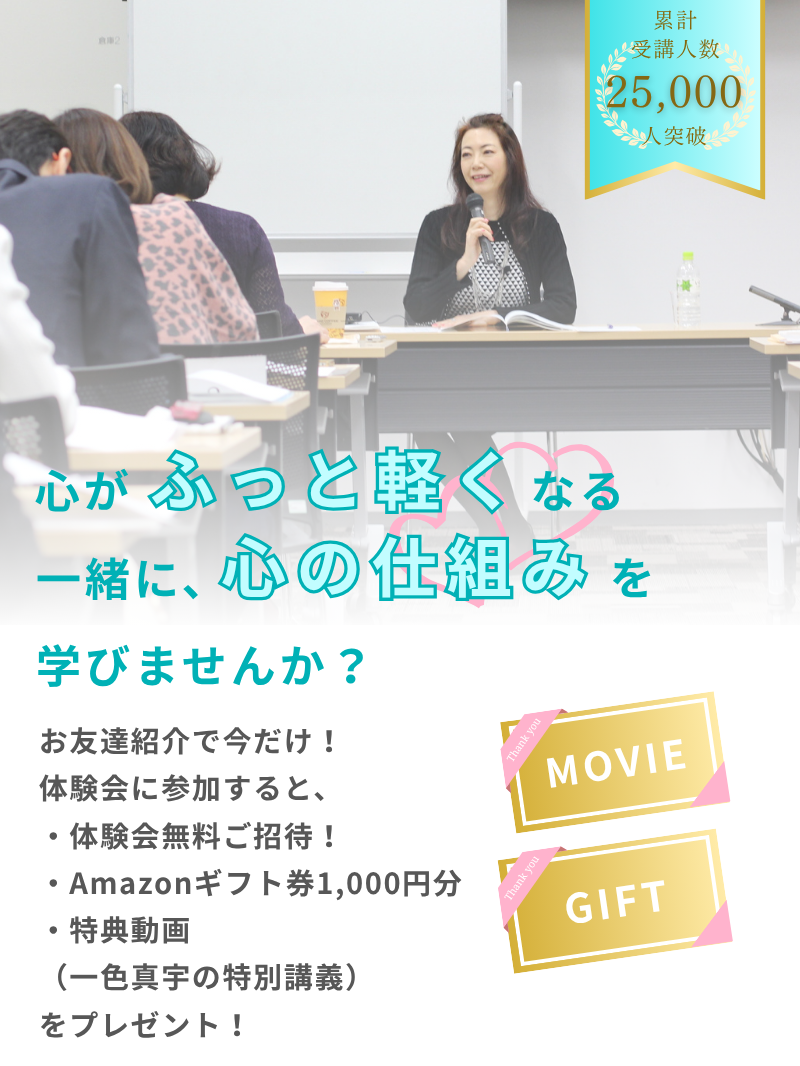 累計
受講人数
25,000
人突破
心が ふっと軽く なる
一緒に、心の仕組み を
学びませんか？
お友達紹介で今だけ！
体験会に参加すると、
・体験会無料ご招待！
・Amazonギフト券1,000円分
・特典動画
（一色真宇の特別講義）
をプレゼント！
Thank you
MOVIE
Thank you
GIFT